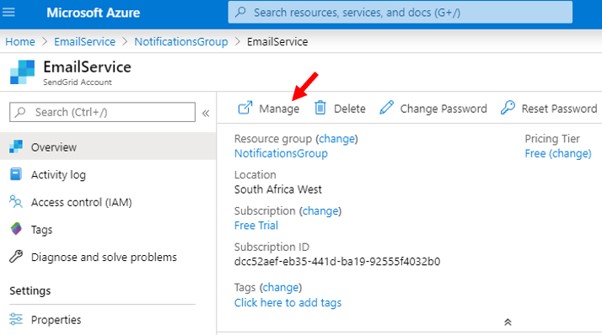 Microsoft Azure
Search resources, services, and docs (G+/)
Home > EmailService > NotificationsGroup > EmailService
EmailService
SendGrid Account
Search (Ctrl+/)
«
Manage Delete Change Password Reset Password
Overview
Activity log
Access control (IAM)
Tags
Diagnose and solve problems
Settings
Properties
Resource group (change)
NotificationsGroup
Location
South Africa West
Subscription (change)
Free Trial
Subscription ID
dcc52aef-eb35-441d-ba19-92555f4032b0
Tags (change)
Click here to add tags
Pricing Tier
Free (change)